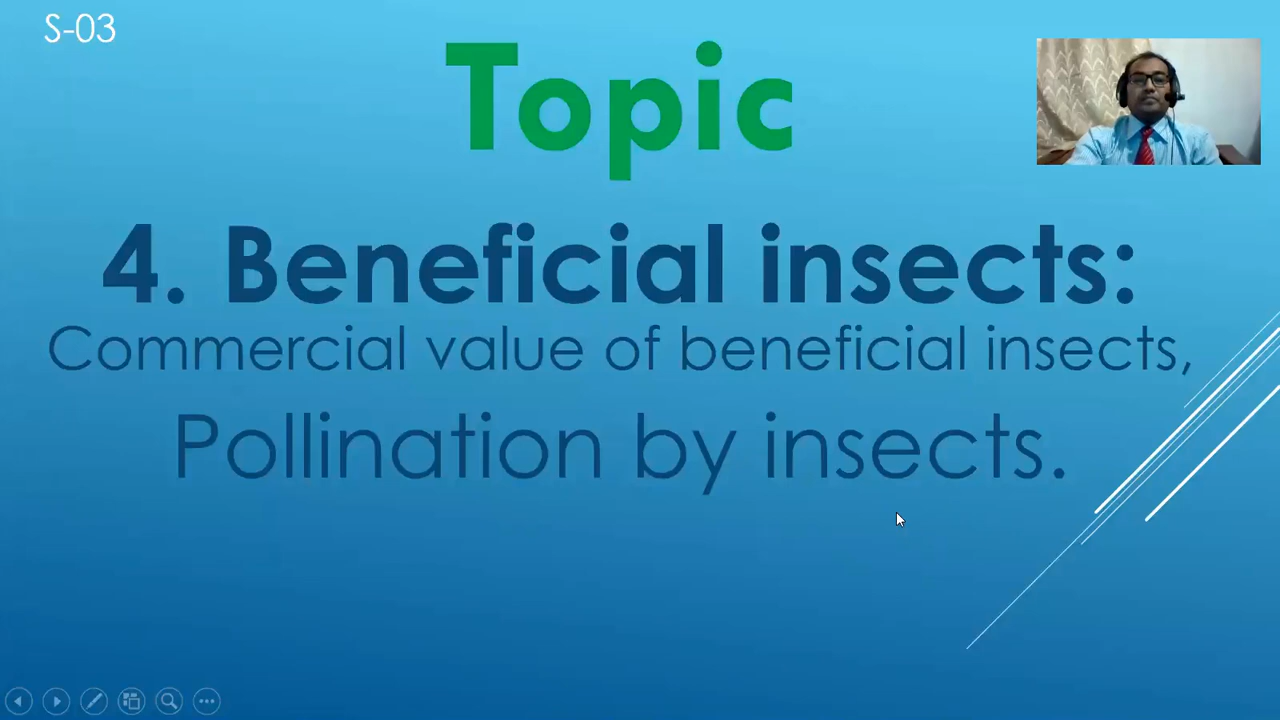 S-03
Topic
4. Beneficial insects:
Commercial value of beneficial insects,
Pollination by insects.